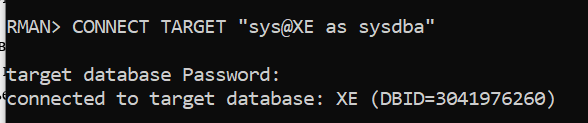 RMAN> CONNECT TARGET "sys@XE as sysdba"
target database Password:
connected to target database: XE (DBID=3041976260)